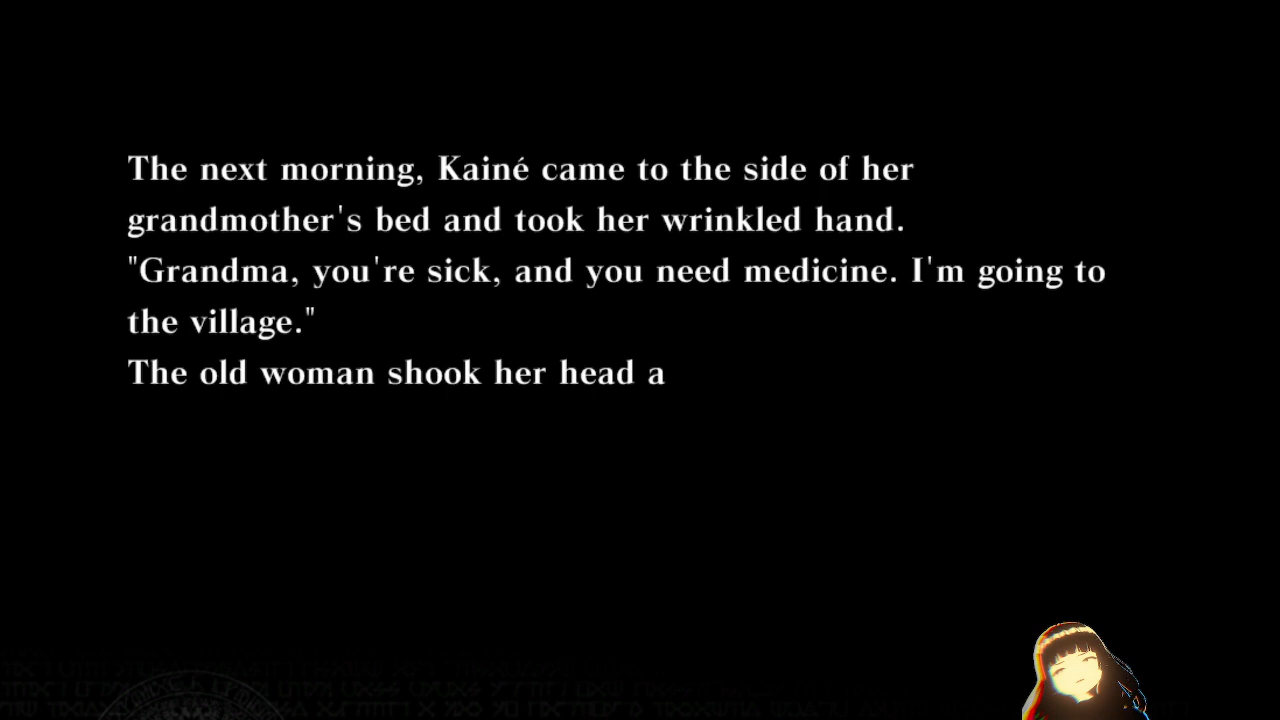 The next morning, Kainé came to the side of her
grandmother's bed and took her wrinkled hand.
"Grandma, you're sick, and you need medicine. I'm going to
the village."
The old woman shook her head a